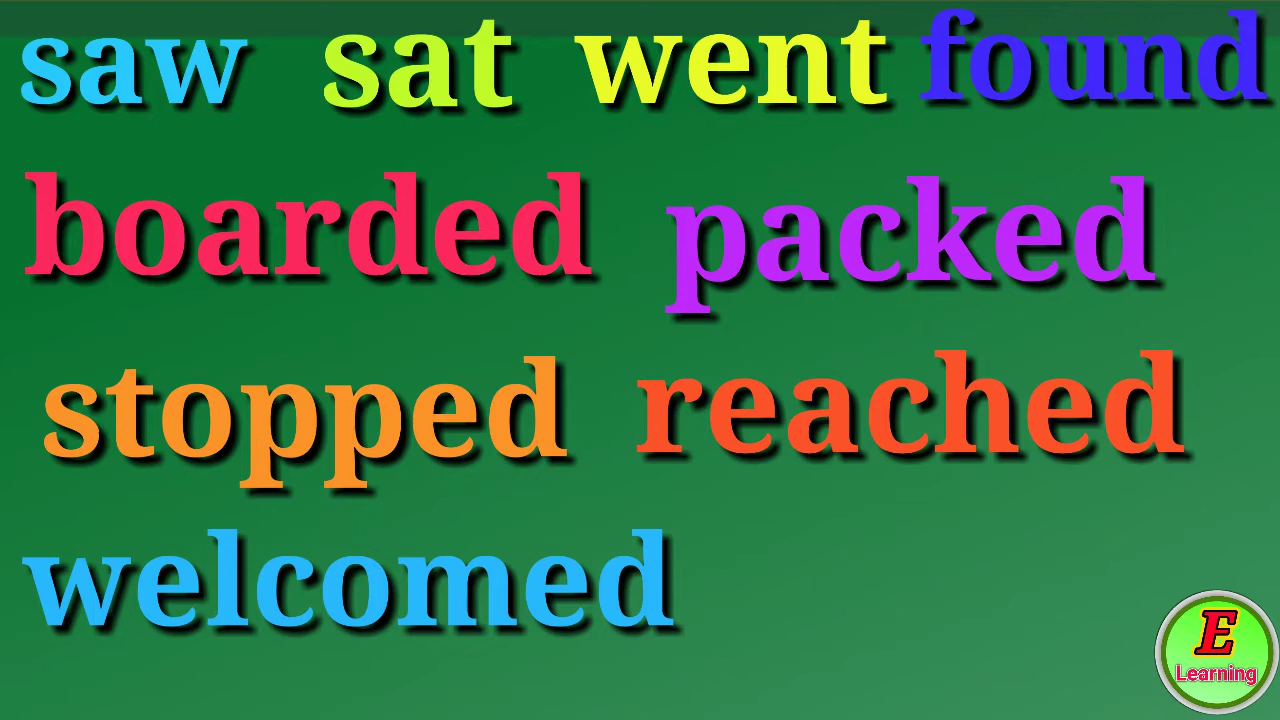 saw sat went found
boarded packed
stopped reached
welcomed
E
Learning